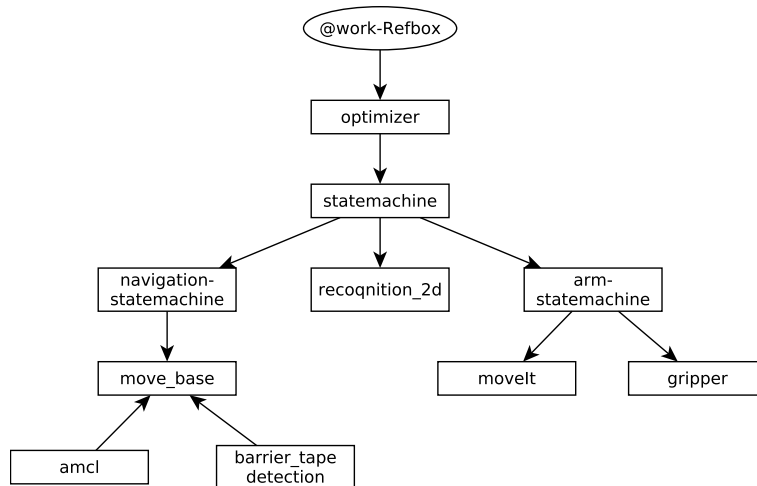 @work-Refbox
optimizer
statemachine
navigation-
statemachine
recoqnition_2d
arm-
statemachine
move_base
moveIt
gripper
amcl
barrier_tape
detection